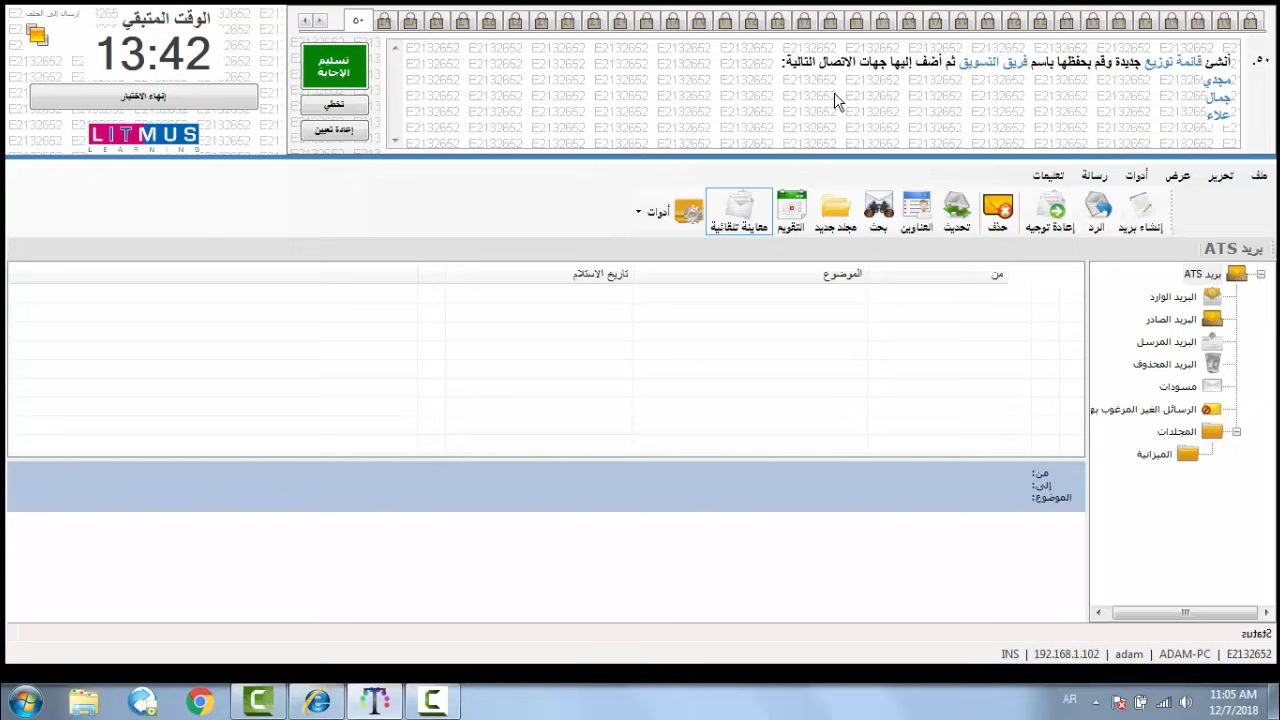 إرسال إلى الخلف
الوقت المتبقي
13:42
إنهاء الاختبار
LITMUS
LEARNING
٥٠
تسليم الإجابة
تخطي
إعادة تعيين
٥٠. أنشئ قائمة توزيع جديدة وقم بحفظها باسم فريق التسويق ثم أضف إليها جهات الاتصال التالية:
مجدي
جمال
علاء
E2132652
ملف تحرير عرض أدوات رسالة تعليمات
إنشاء بريد الرد إعادة توجيه حذف تحديث العناوين بحث مجلد جديد التقويم معاينة تلقائية أدوات
بريد ATS
من الموضوع تاريخ الاستلام
بريد ATS
البريد الوارد
البريد الصادر
البريد المرسل
البريد المحذوف
مسودات
الرسائل الغير المرغوب به
المجلدات
الميزانية
من:
إلى:
الموضوع:
Status
INS | 192.168.1.102 | adam | ADAM-PC | E2132652
AR
11:05 AM
12/7/2018